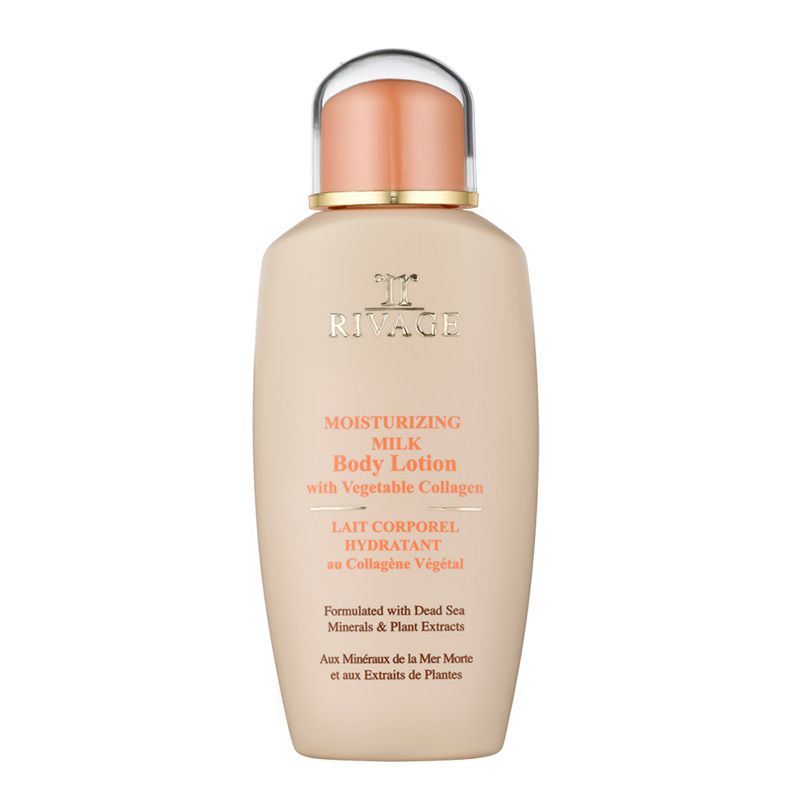 RIVAGE
MOISTURIZING
MILK
Body Lotion
with Vegetable Collagen
LAIT CORPOREL
HYDRATANT
au Collagène Végétal
Formulated with Dead Sea
Minerals & Plant Extracts
Aux Minéraux de la Mer Morte
et aux Extraits de Plantes